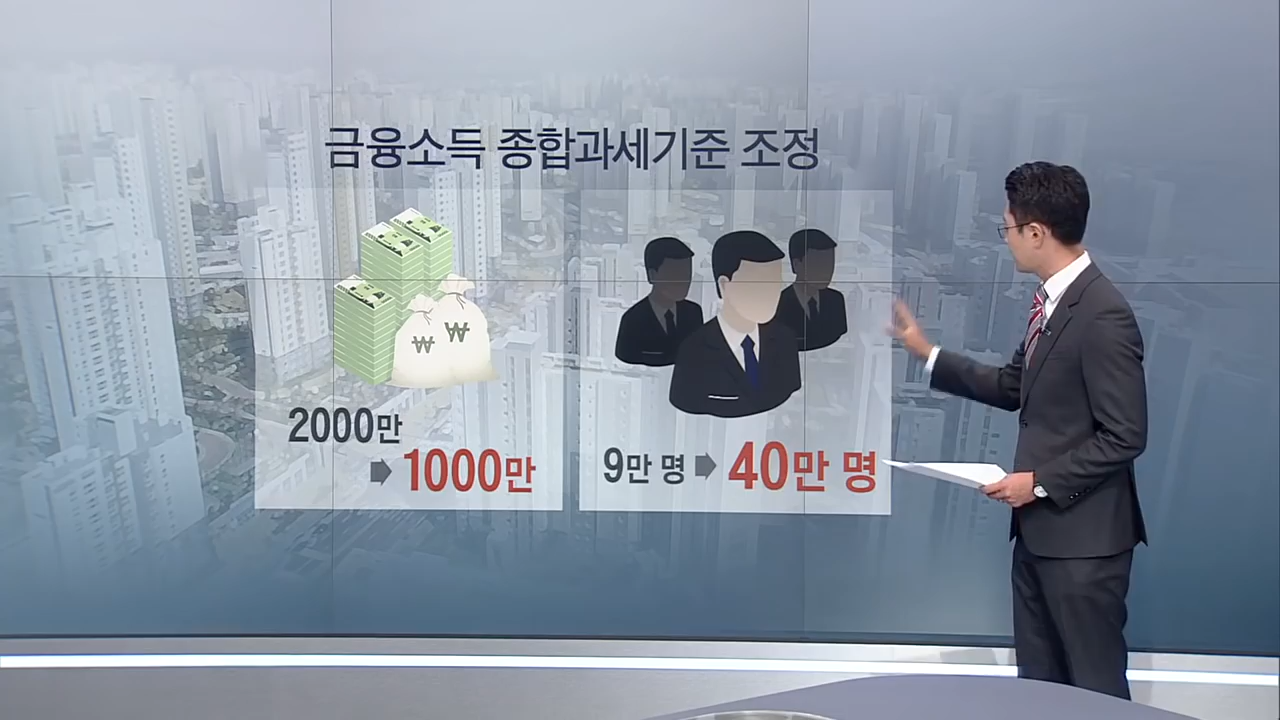 금융소득 종합과세기준 조정
₩ ₩
2000만
➡ 1000만
9만 명 ➡ 40만 명